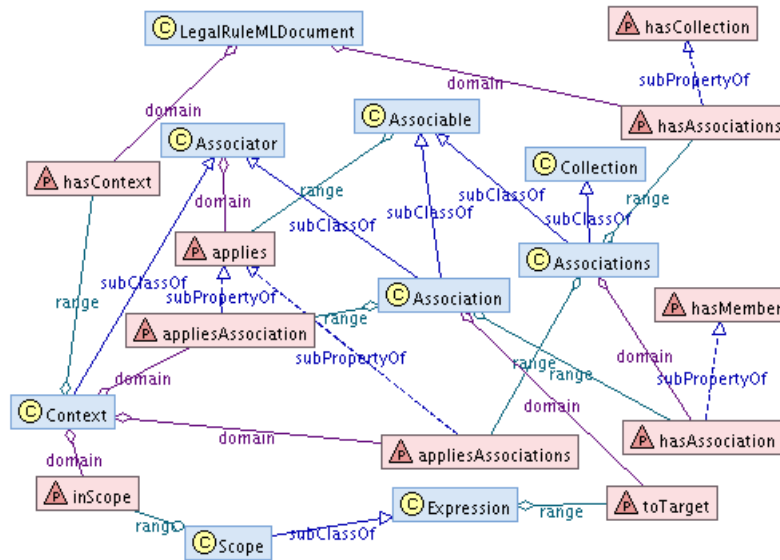 C LegalRuleMLDocument
P hasCollection
subPropertyOf
domain
domain
C Associator
C Associable
P hasAssociations
P hasContext
C Collection
domain
range
subClassOf
subClassOf
subClassOf
range
P applies
subClassOf
subClassOf
C Associations
range
subPropertyOf
C Association
P hasMember
P appliesAssociation
range
subPropertyOf
range
range
domain
subPropertyOf
domain
C Context
domain
domain
domain
P appliesAssociations
P hasAssociation
P inScope
C Expression
P toTarget
range
C Scope
subClassOf
range